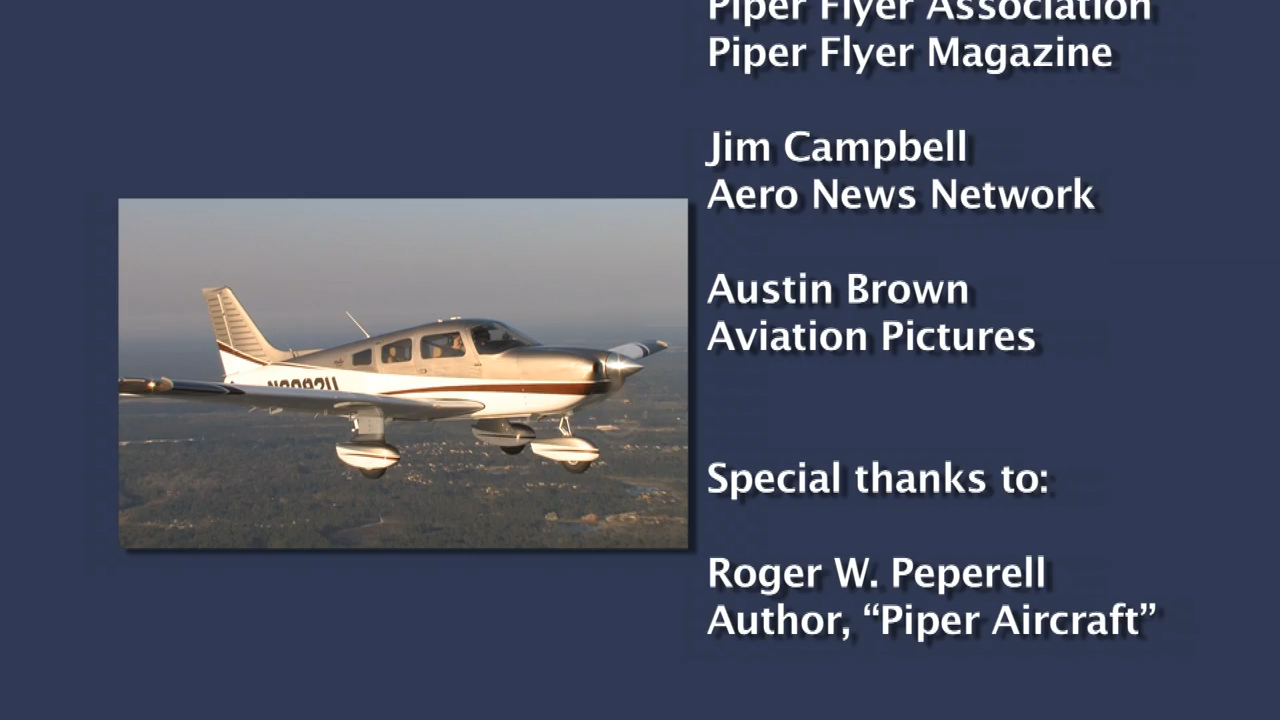 Piper Flyer Association
Piper Flyer Magazine
Jim Campbell
Aero News Network
Austin Brown
Aviation Pictures
Special thanks to:
Roger W. Peperell
Author, “Piper Aircraft”